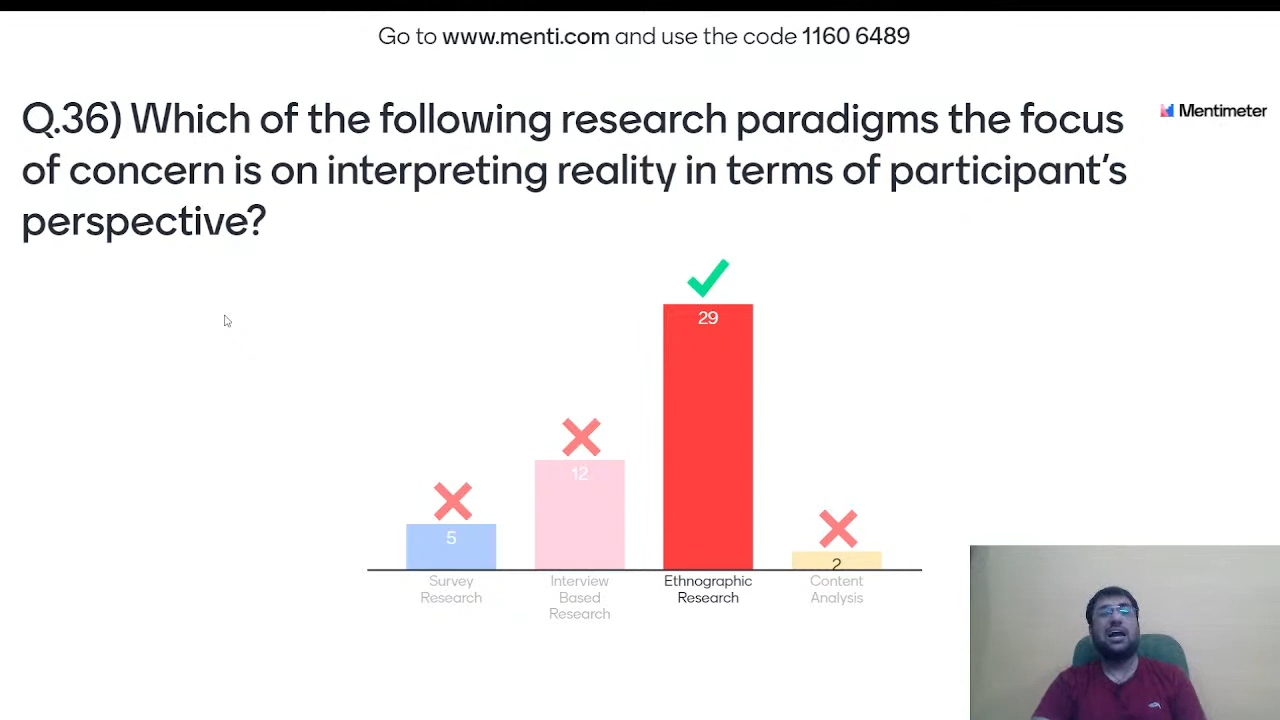 Go to www.menti.com and use the code 1160 6489
Q.36) Which of the following research paradigms the focus
of concern is on interpreting reality in terms of participant's
perspective?
Mentimeter
29
12
5
2
Survey
Research
Interview
Based
Research
Ethnographic
Research
Content
Analysis